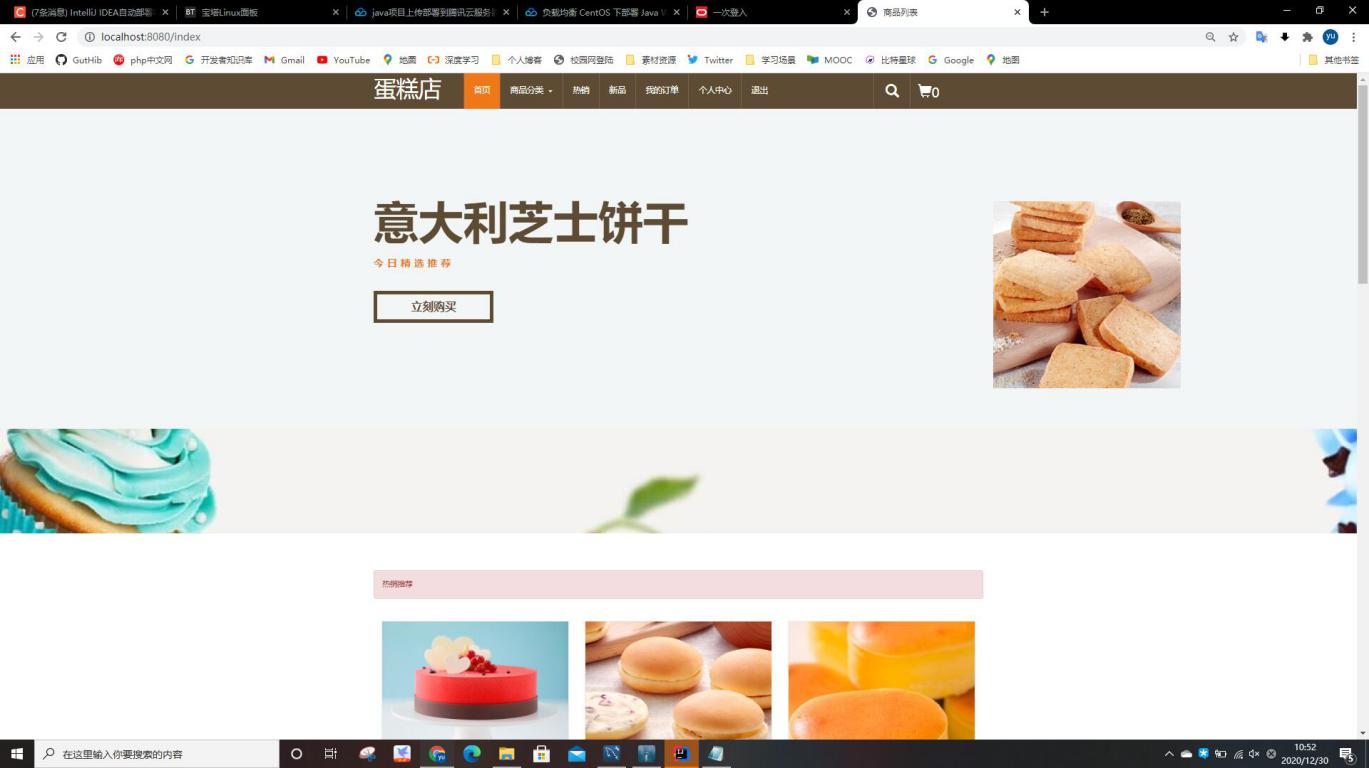 (7条消息) IntelliJ IDEA自动部署
宝塔Linux面板
java项目上传部署到腾讯云服务
负载均衡 CentOS 下部署 Java
一次登入
商品列表
localhost:8080/index
应用 GutHib php中文网 开发者知识库 Gmail YouTube 地图 深度学习 个人博客 校园网登陆 素材资源 Twitter 学习场景 MOOC 比特星球 Google 地图 其他书签
蛋糕店 首页 商品分类 热销 新品 我的订单 个人中心 退出 0
意大利芝士饼干
今日精选推荐
立刻购买
热销推荐
在这里输入你要搜索的内容
10:52
2020/12/30
5